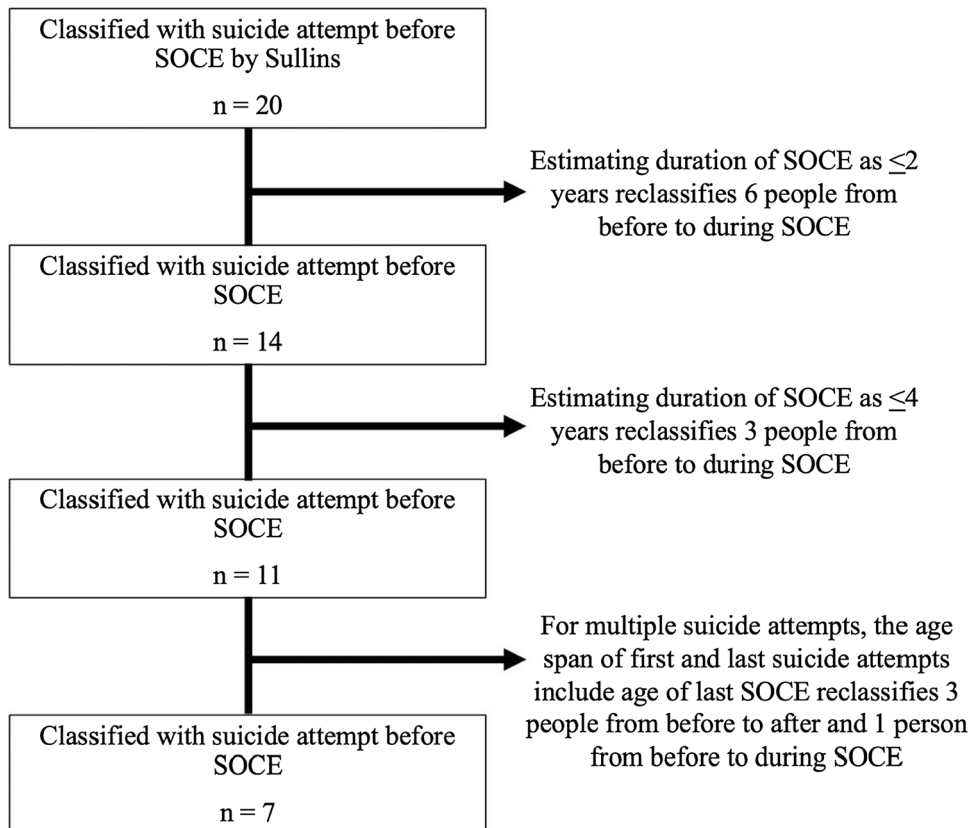 Classified with suicide attempt before
SOCE by Sullins
n = 20
Estimating duration of SOCE as ≤2
years reclassifies 6 people from
before to during SOCE
Classified with suicide attempt before
SOCE
n = 14
Estimating duration of SOCE as ≤4
years reclassifies 3 people from
before to during SOCE
Classified with suicide attempt before
SOCE
n = 11
For multiple suicide attempts, the age
span of first and last suicide attempts
include age of last SOCE reclassifies 3
people from before to after and 1 person
from before to during SOCE
Classified with suicide attempt before
SOCE
n = 7